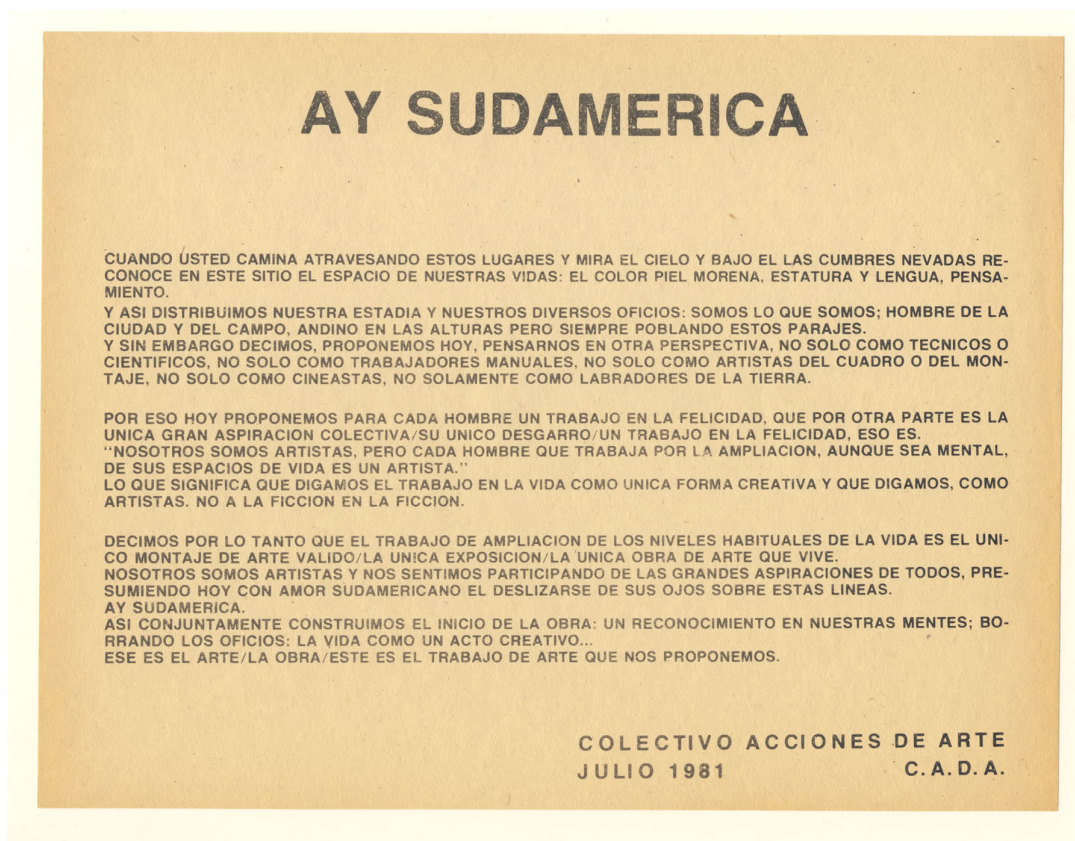 AY SUDAMERICA
CUANDO USTED CAMINA ATRAVESANDO ESTOS LUGARES Y MIRA EL CIELO Y BAJO EL LAS CUMBRES NEVADAS RE-
CONOCE EN ESTE SITIO EL ESPACIO DE NUESTRAS VIDAS: EL COLOR PIEL MORENA, ESTATURA Y LENGUA, PENSA-
MIENTO.
Y ASI DISTRIBUIMOS NUESTRA ESTADIA Y NUESTROS DIVERSOS OFICIOS: SOMOS LO QUE SOMOS; HOMBRE DE LA
CIUDAD Y DEL CAMPO, ANDINO EN LAS ALTURAS PERO SIEMPRE POBLANDO ESTOS PARAJES.
Y SIN EMBARGO DECIMOS, PROPONEMOS HOY, PENSARNOS EN OTRA PERSPECTIVA, NO SOLO COMO TECNICOS O
CIENTIFICOS, NO SOLO COMO TRABAJADORES MANUALES, NO SOLO COMO ARTISTAS DEL CUADRO O DEL MON-
TAJE, NO SOLO COMO CINEASTAS, NO SOLAMENTE COMO LABRADORES DE LA TIERRA.
POR ESO HOY PROPONEMOS PARA CADA HOMBRE UN TRABAJO EN LA FELICIDAD, QUE POR OTRA PARTE ES LA
UNICA GRAN ASPIRACION COLECTIVA/SU UNICO DESGARRO/UN TRABAJO EN LA FELICIDAD, ESO ES.
"NOSOTROS SOMOS ARTISTAS, PERO CADA HOMBRE QUE TRABAJA POR LA AMPLIACION, AUNQUE SEA MENTAL,
DE SUS ESPACIOS DE VIDA ES UN ARTISTA."
LO QUE SIGNIFICA QUE DIGAMOS EL TRABAJO EN LA VIDA COMO UNICA FORMA CREATIVA Y QUE DIGAMOS, COMO
ARTISTAS. NO A LA FICCION EN LA FICCION.
DECIMOS POR LO TANTO QUE EL TRABAJO DE AMPLIACION DE LOS NIVELES HABITUALES DE LA VIDA ES EL UNI-
CO MONTAJE DE ARTE VALIDO/LA UNICA EXPOSICION/LA UNICA OBRA DE ARTE QUE VIVE.
NOSOTROS SOMOS ARTISTAS Y NOS SENTIMOS PARTICIPANDO DE LAS GRANDES ASPIRACIONES DE TODOS, PRE-
SUMIENDO HOY CON AMOR SUDAMERICANO EL DESLIZARSE DE SUS OJOS SOBRE ESTAS LINEAS.
AY SUDAMERICA.
ASI CONJUNTAMENTE CONSTRUIMOS EL INICIO DE LA OBRA: UN RECONOCIMIENTO EN NUESTRAS MENTES; BO-
RRANDO LOS OFICIOS: LA VIDA COMO UN ACTO CREATIVO...
ESE ES EL ARTE/LA OBRA/ESTE ES EL TRABAJO DE ARTE QUE NOS PROPONEMOS.
COLECTIVO ACCIONES DE ARTE
JULIO 1981 C.A.D.A.